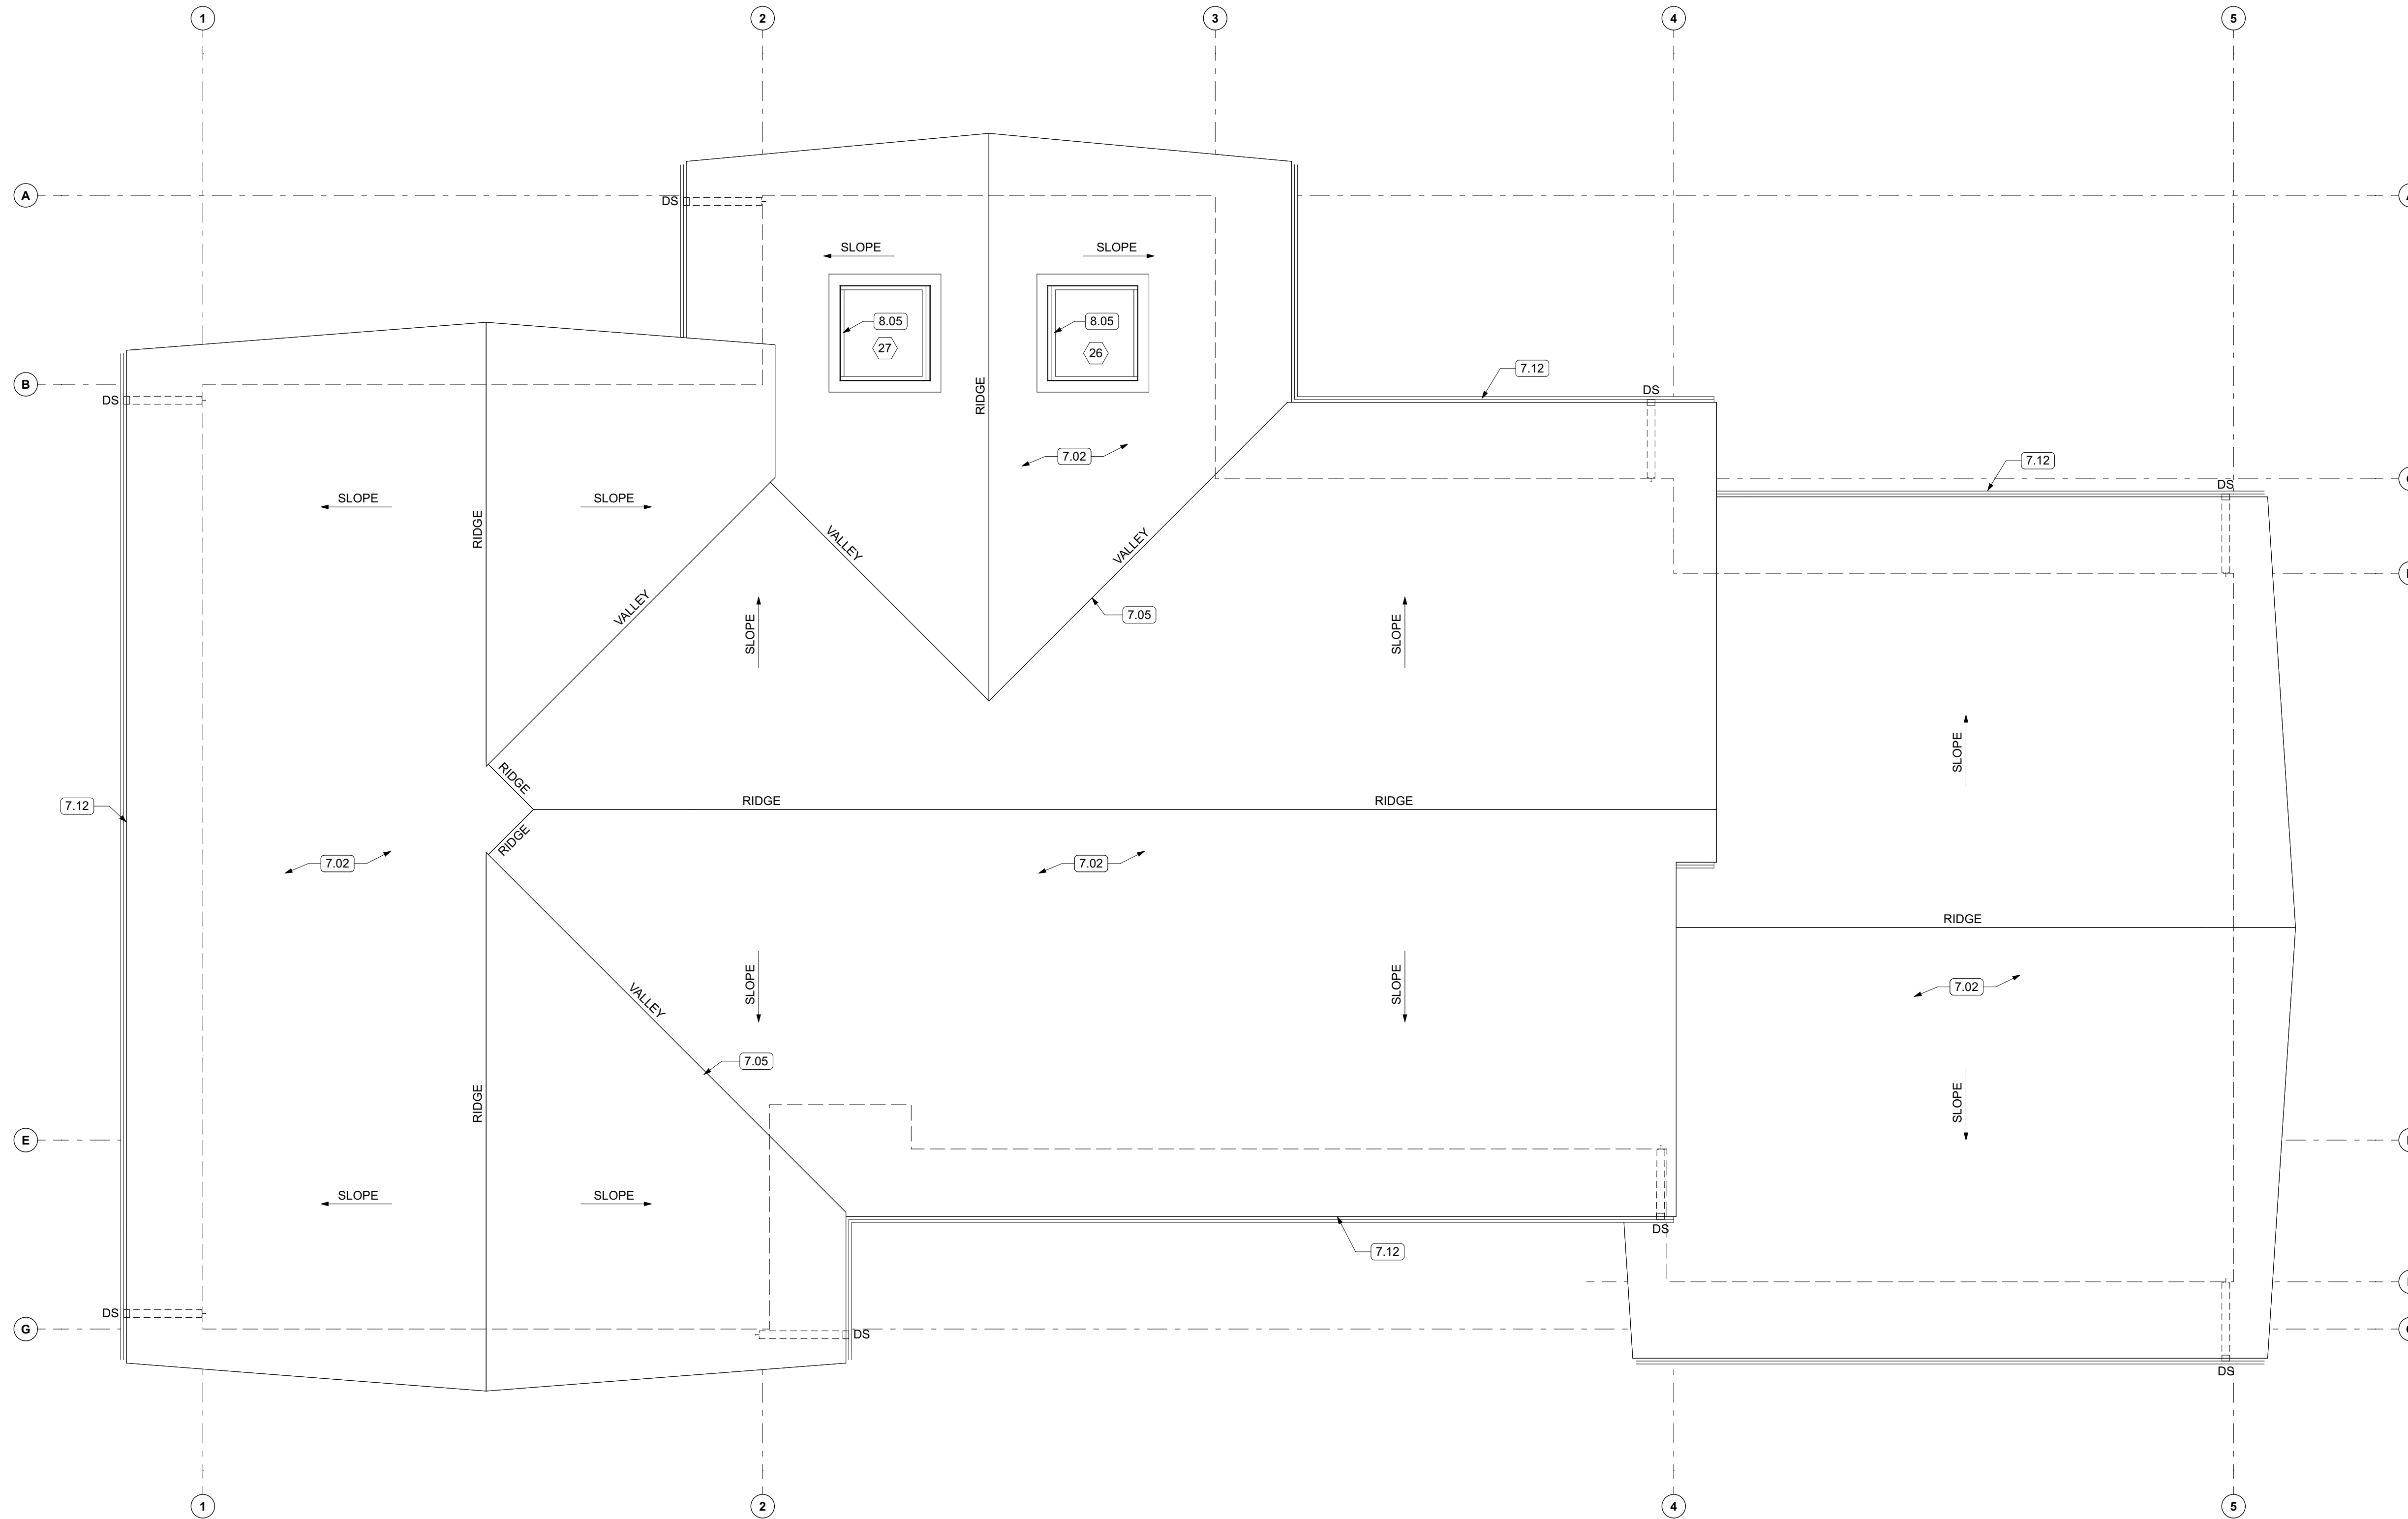 1 2 3 4 5
A
DS
SLOPE SLOPE
8.05 8.05
27 26
7.12
B
DS
DS
RIDGE
7.02
7.12
DS
SLOPE SLOPE
RIDGE
VALLEY
VALLEY
VALLEY
7.05
SLOPE
SLOPE
SLOPE
RIDGE
RIDGE RIDGE
7.12
RIDGE
7.02
7.02
RIDGE
7.02
SLOPE
SLOPE
VALLEY
7.05
RIDGE
SLOPE
E
SLOPE SLOPE
DS
7.12
DS
G
DS
DS
1 2 4 5